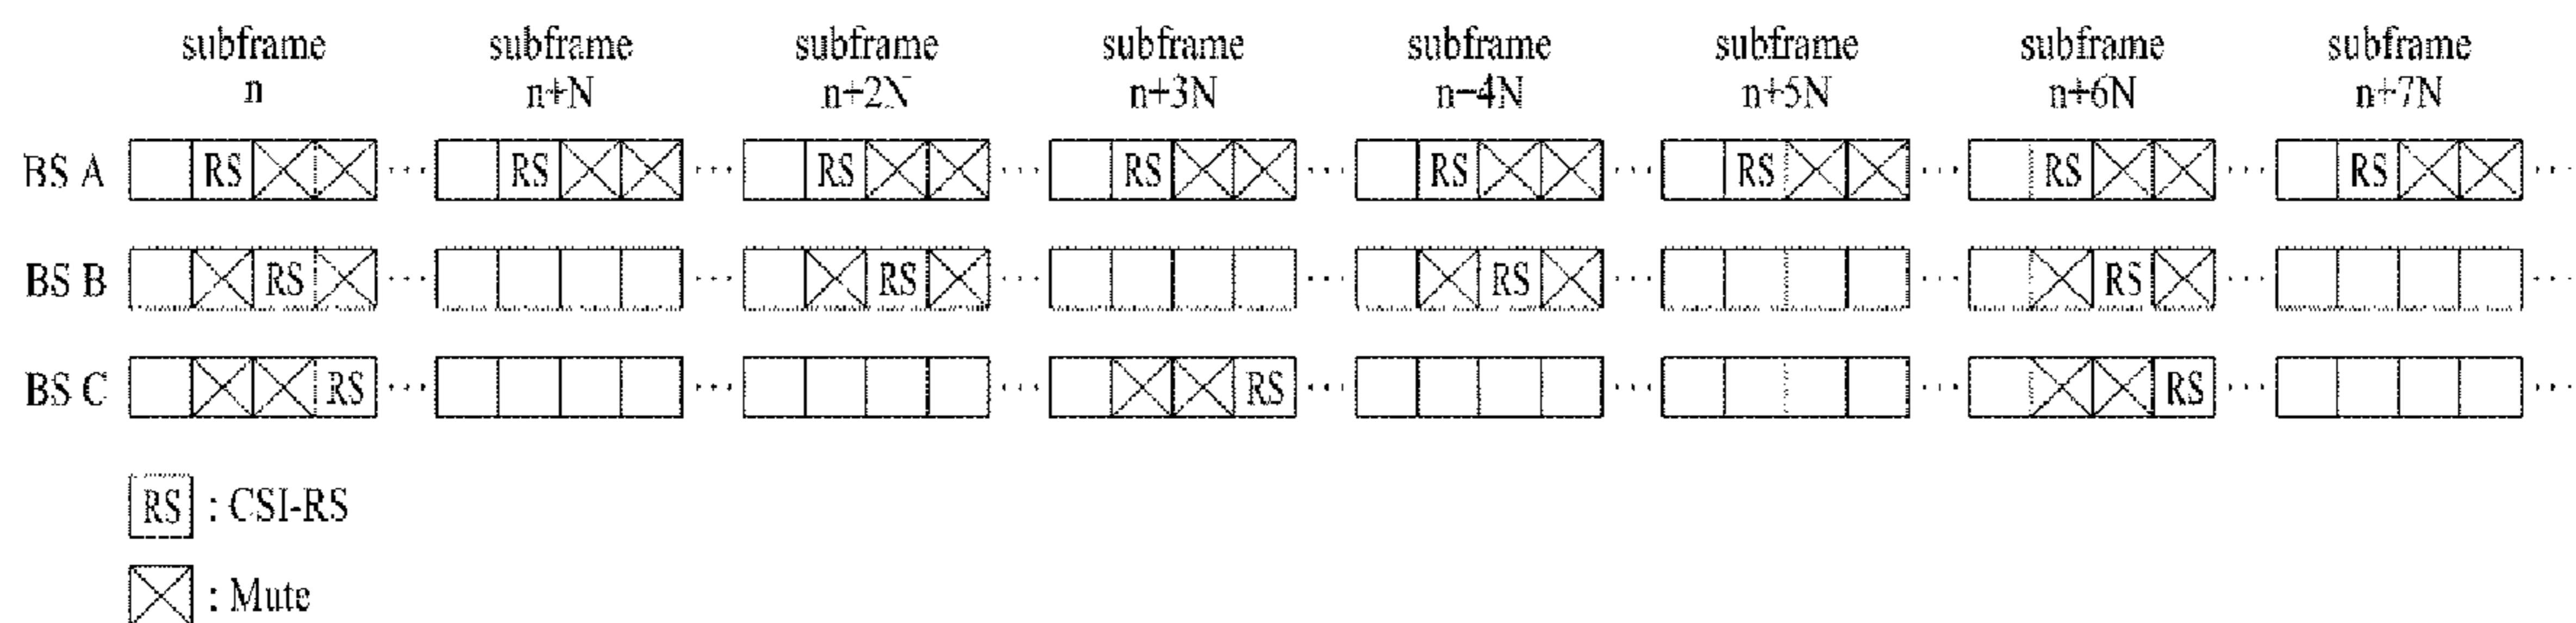 subframe subframe subframe subframe subframe subframe subframe subframe
n n+N n+2N n+3N n-4N n+5N n+6N n+7N
BS A RS ... RS ... RS ... RS ... RS ... RS ... RS ... RS ...
BS B RS ... ... RS ... ... RS ... ... RS ... ...
BS C RS ... ... ... RS ... ... ... RS ... ...
RS : CSI-RS
: Mute